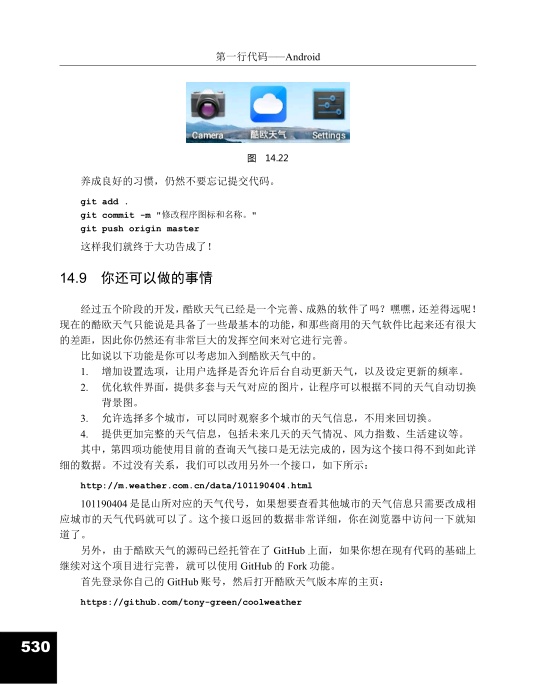 第一行代码——Android
Camera 酷欧天气 Settings
图 14.22
养成良好的习惯，仍然不要忘记提交代码。
git add .
git commit -m "修改程序图标和名称。"
git push origin master
这样我们就终于大功告成了！
14.9 你还可以做的事情
经过五个阶段的开发，酷欧天气已经是一个完善、成熟的软件了吗？嘿嘿，还差得远呢！
现在的酷欧天气只能说是具备了一些最基本的功能，和那些商用的天气软件比起来还有很大
的差距，因此你仍然还有非常巨大的发挥空间来对它进行完善。
比如说以下功能是你可以考虑加入到酷欧天气中的。
1. 增加设置选项，让用户选择是否允许后台自动更新天气，以及设定更新的频率。
2. 优化软件界面，提供多套与天气对应的图片，让程序可以根据不同的天气自动切换
背景图。
3. 允许选择多个城市，可以同时观察多个城市的天气信息，不用来回切换。
4. 提供更加完整的天气信息，包括未来几天的天气情况、风力指数、生活建议等。
其中，第四项功能使用目前的查询天气接口是无法完成的，因为这个接口得不到如此详
细的数据。不过没有关系，我们可以改用另外一个接口，如下所示：
http://m.weather.com.cn/data/101190404.html
101190404 是昆山所对应的天气代号，如果想要查看其他城市的天气信息只需要改成相
应城市的天气代码就可以了。这个接口返回的数据非常详细，你在浏览器中访问一下就知
道了。
另外，由于酷欧天气的源码已经托管在了 GitHub 上面，如果你想在现有代码的基础上
继续对这个项目进行完善，就可以使用 GitHub 的 Fork 功能。
首先登录你自己的 GitHub 账号，然后打开酷欧天气版本库的主页：
https://github.com/tony-green/coolweather
530